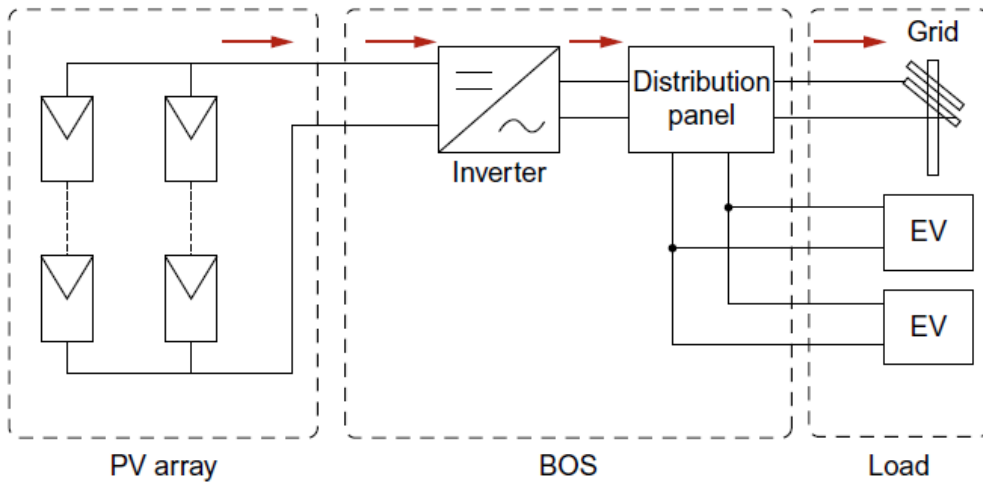 Grid
Distribution
panel
Inverter
EV
EV
PV array
BOS
Load